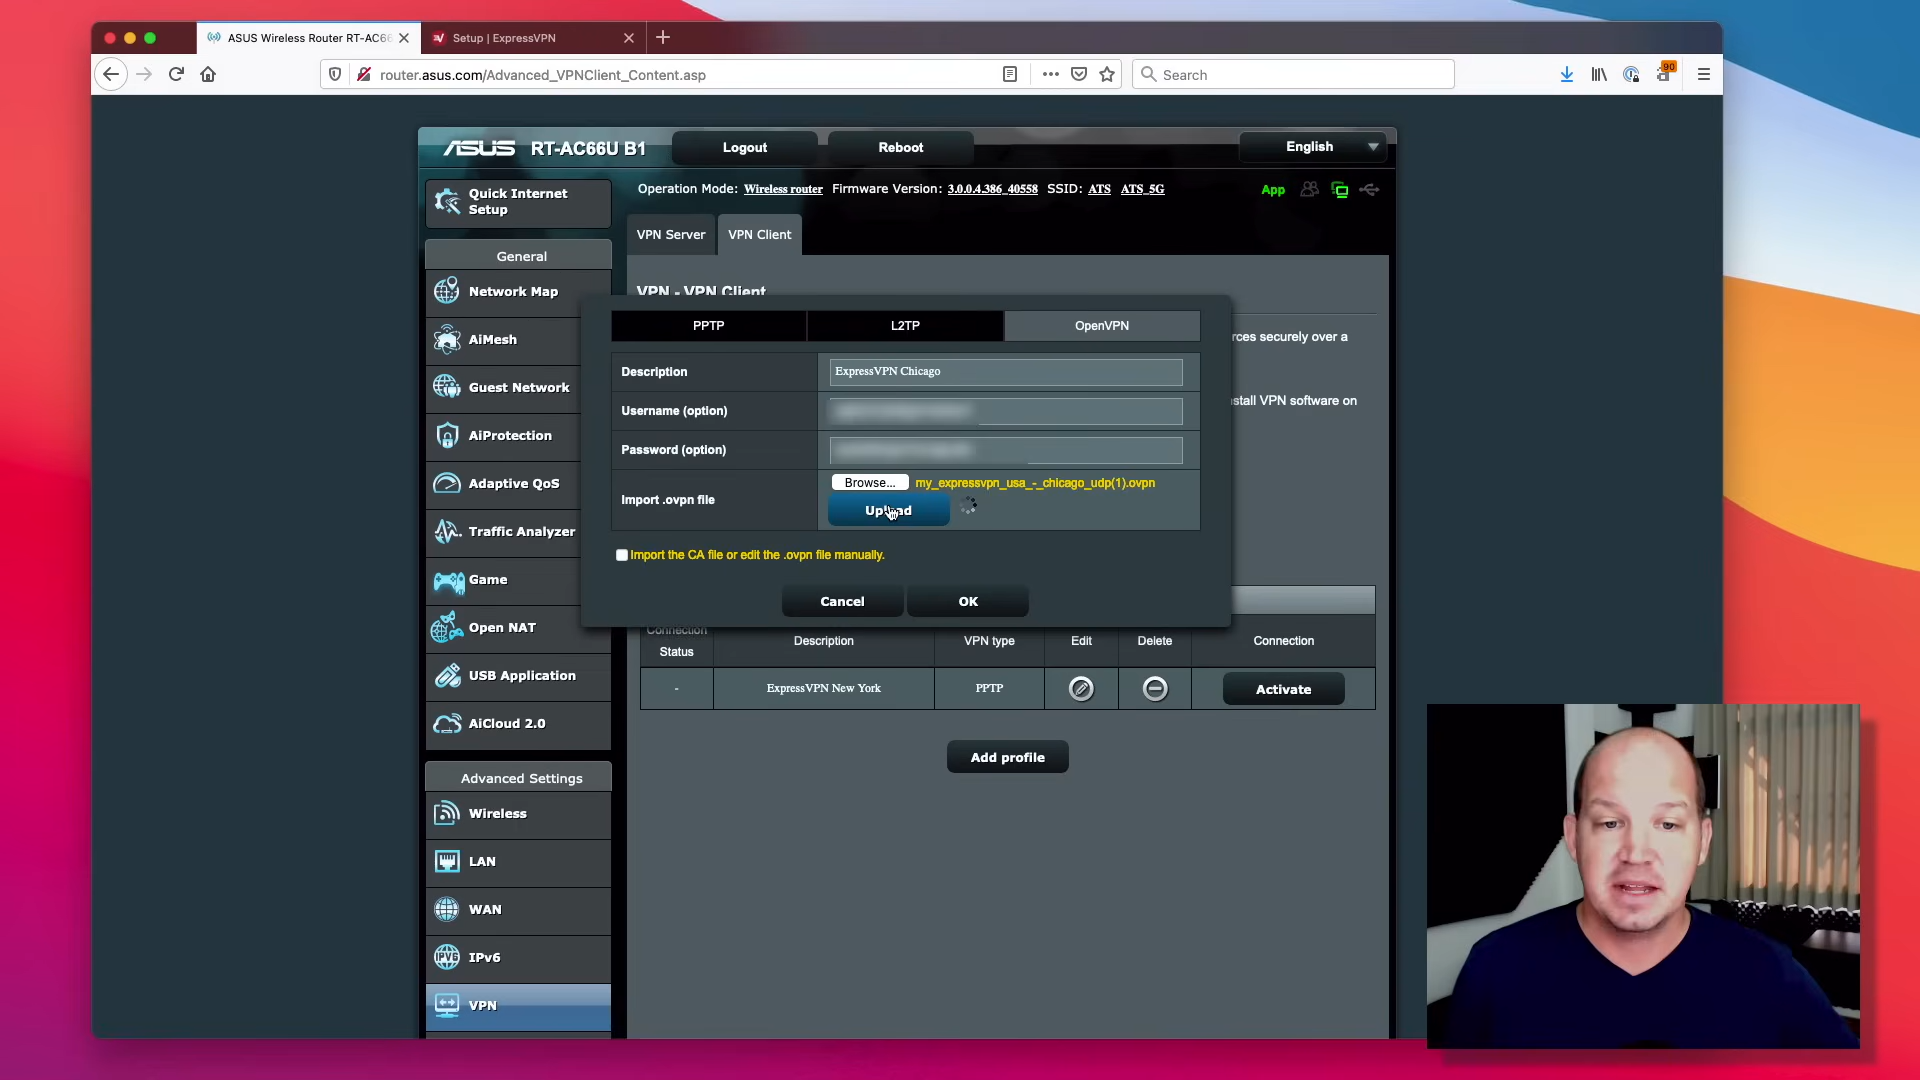 ASUS Wireless Router RT-AC66
Setup | ExpressVPN
router.asus.com/Advanced_VPNClient_Content.asp
Search
90
ASUS RT-AC66U B1
Logout
Reboot
English
Quick Internet
Setup
Operation Mode: Wireless router Firmware Version: 3.0.0.4.386_40558 SSID: ATS ATS_5G
App
VPN Server
VPN Client
General
Network Map
AiMesh
Guest Network
AiProtection
Adaptive QoS
Traffic Analyzer
Game
Open NAT
USB Application
AiCloud 2.0
Advanced Settings
Wireless
LAN
WAN
IPv6
VPN
VPN - VPN Client
rces securely over a
stall VPN software on
PPTP
L2TP
OpenVPN
Description
ExpressVPN Chicago
Username (option)
Password (option)
Import .ovpn file
Browse... my_expressvpn_usa_-_chicago_udp(1).ovpn
Upload
Import the CA file or edit the .ovpn file manually.
Cancel
OK
Connection
Status
Description
VPN type
Edit
Delete
Connection
-
ExpressVPN New York
PPTP
Activate
Add profile